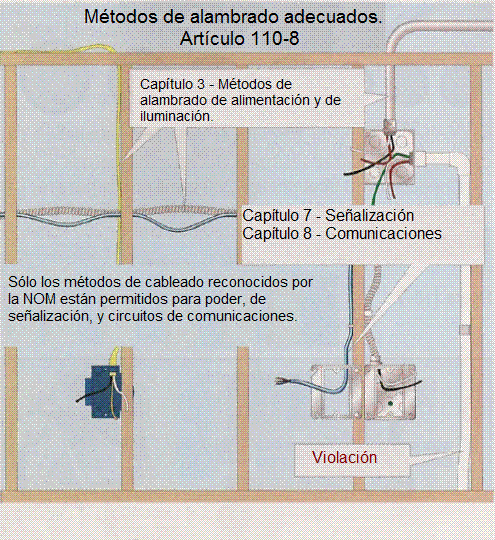 Métodos de alambrado adecuados.
Artículo 110-8
Capítulo 3 - Métodos de
alambrado de alimentación y de
iluminación.
Capítulo 7 - Señalización
Capítulo 8 - Comunicaciones
Sólo los métodos de cableado reconocidos por
la NOM están permitidos para poder, de
señalización, y circuitos de comunicaciones.
Violación